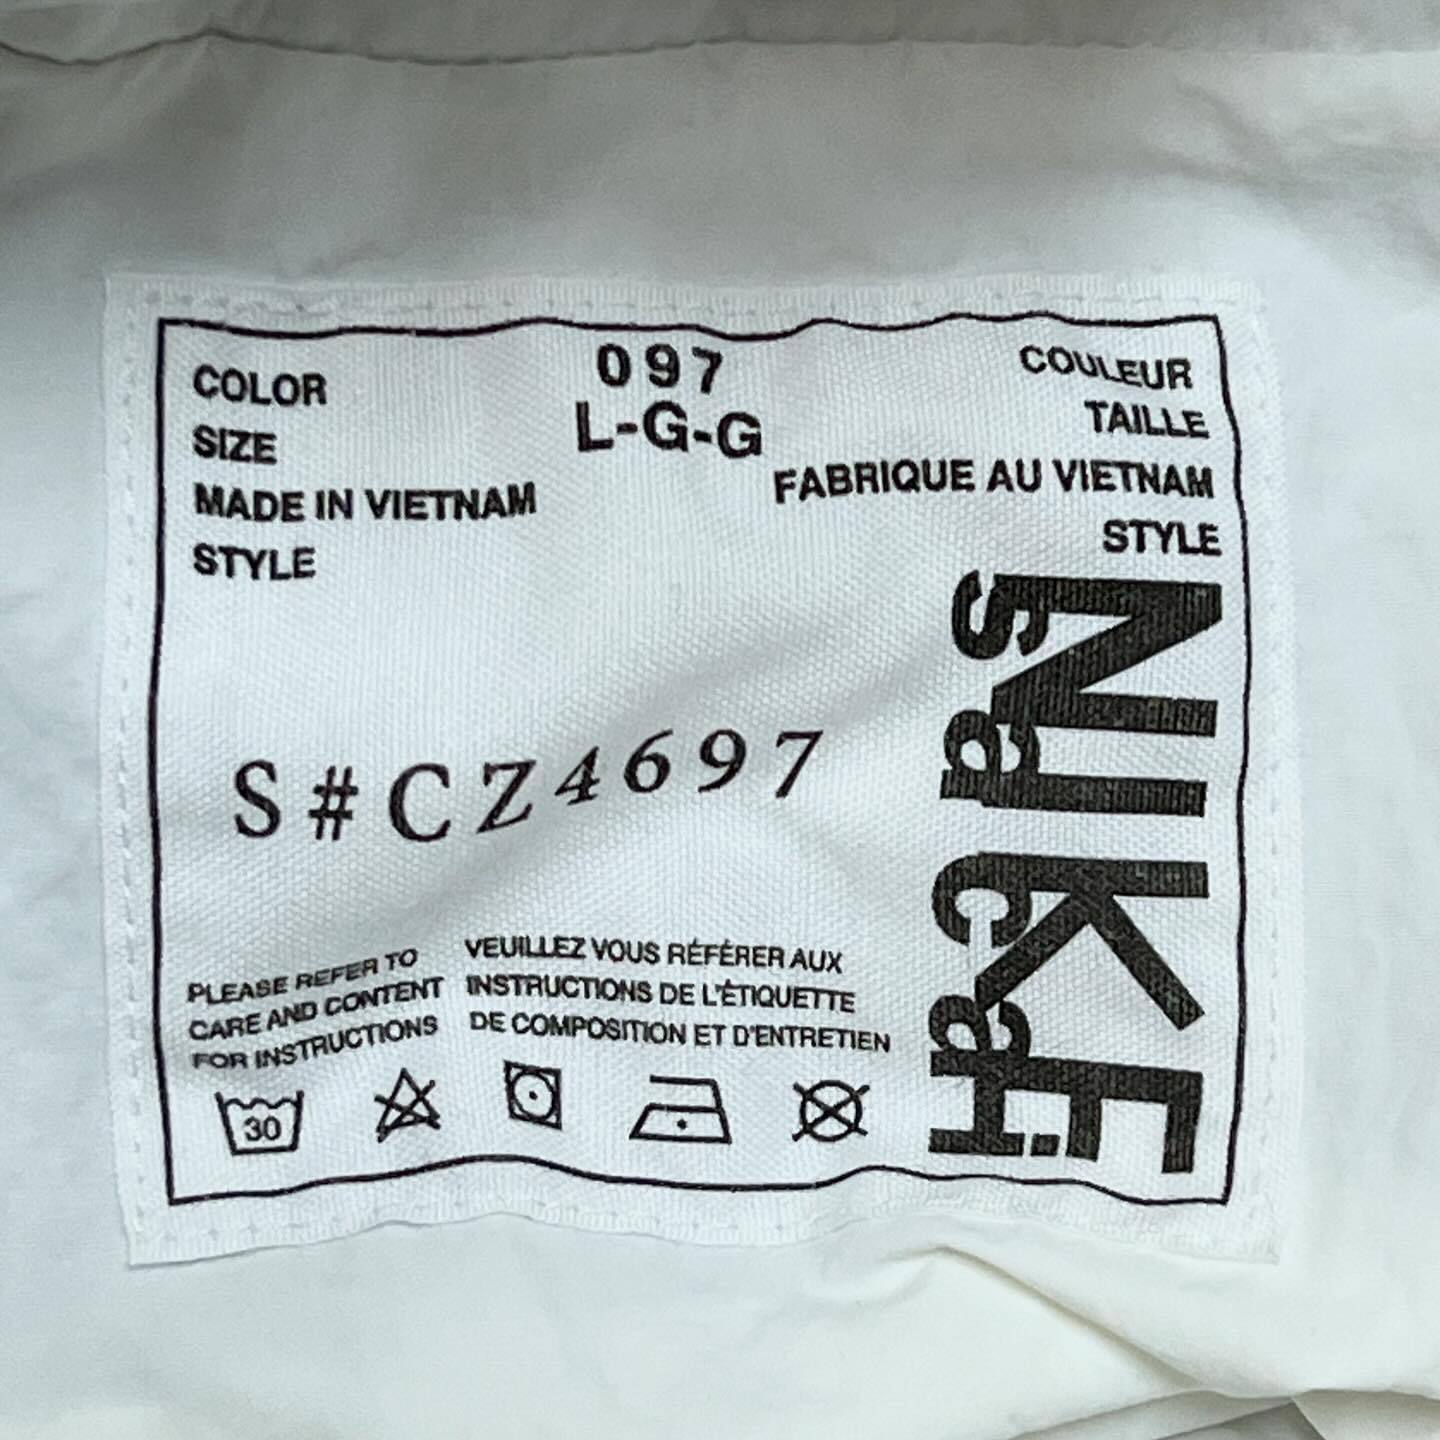 COLOR 097 COULEUR
SIZE L-G-G TAILLE
MADE IN VIETNAM FABRIQUE AU VIETNAM
STYLE STYLE
S#CZ4697
NIKE
sacai
PLEASE REFER TO
CARE AND CONTENT
FOR INSTRUCTIONS
VEUILLEZ VOUS RÉFÉRER AUX
INSTRUCTIONS DE L'ÉTIQUETTE
DE COMPOSITION ET D'ENTRETIEN
30